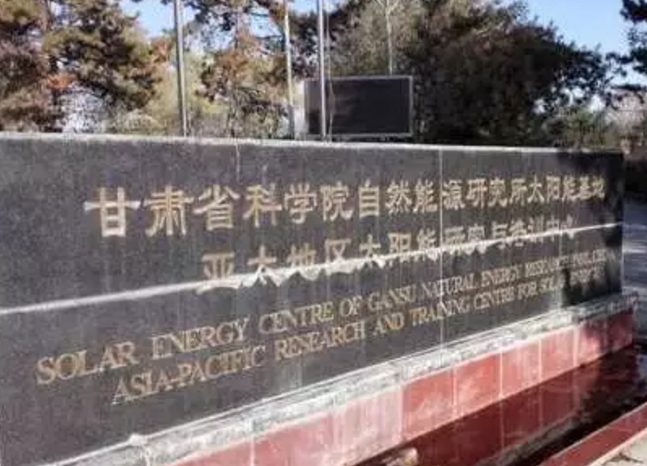 甘肃省科学院自然能源研究所太阳能基地
亚太地区太阳能研究与培训中心
SOLAR ENERGY CENTRE OF GANSU NATURAL ENERGY RESEARCH
ASIA-PACIFIC RESEARCH AND TRAINING CENTRE FOR SOLAR ENERGY